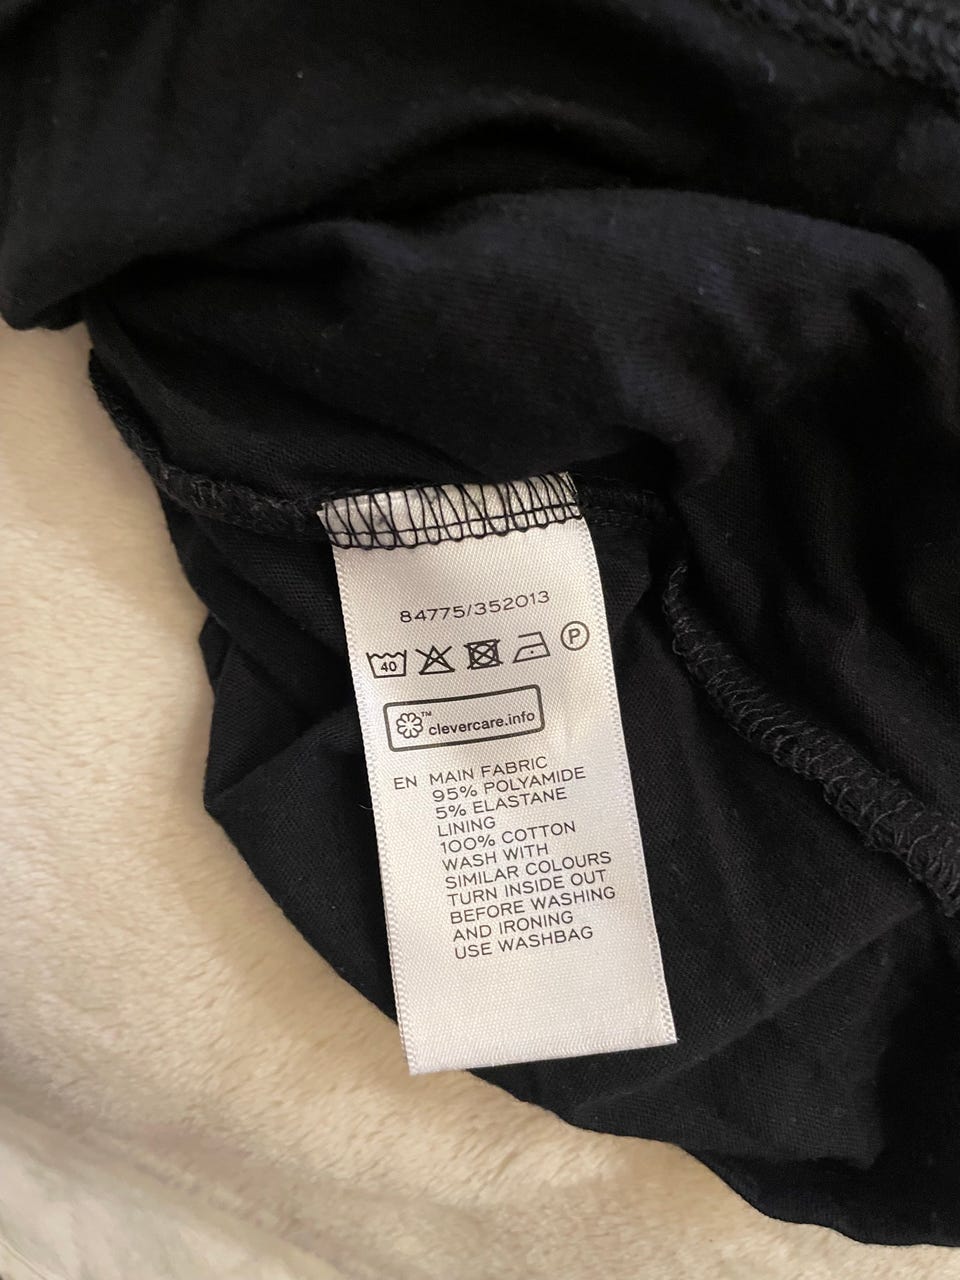 84775/352013
40 P
™ clevercare.info
EN MAIN FABRIC
95% POLYAMIDE
5% ELASTANE
LINING
100% COTTON
WASH WITH
SIMILAR COLOURS
TURN INSIDE OUT
BEFORE WASHING
AND IRONING
USE WASHBAG